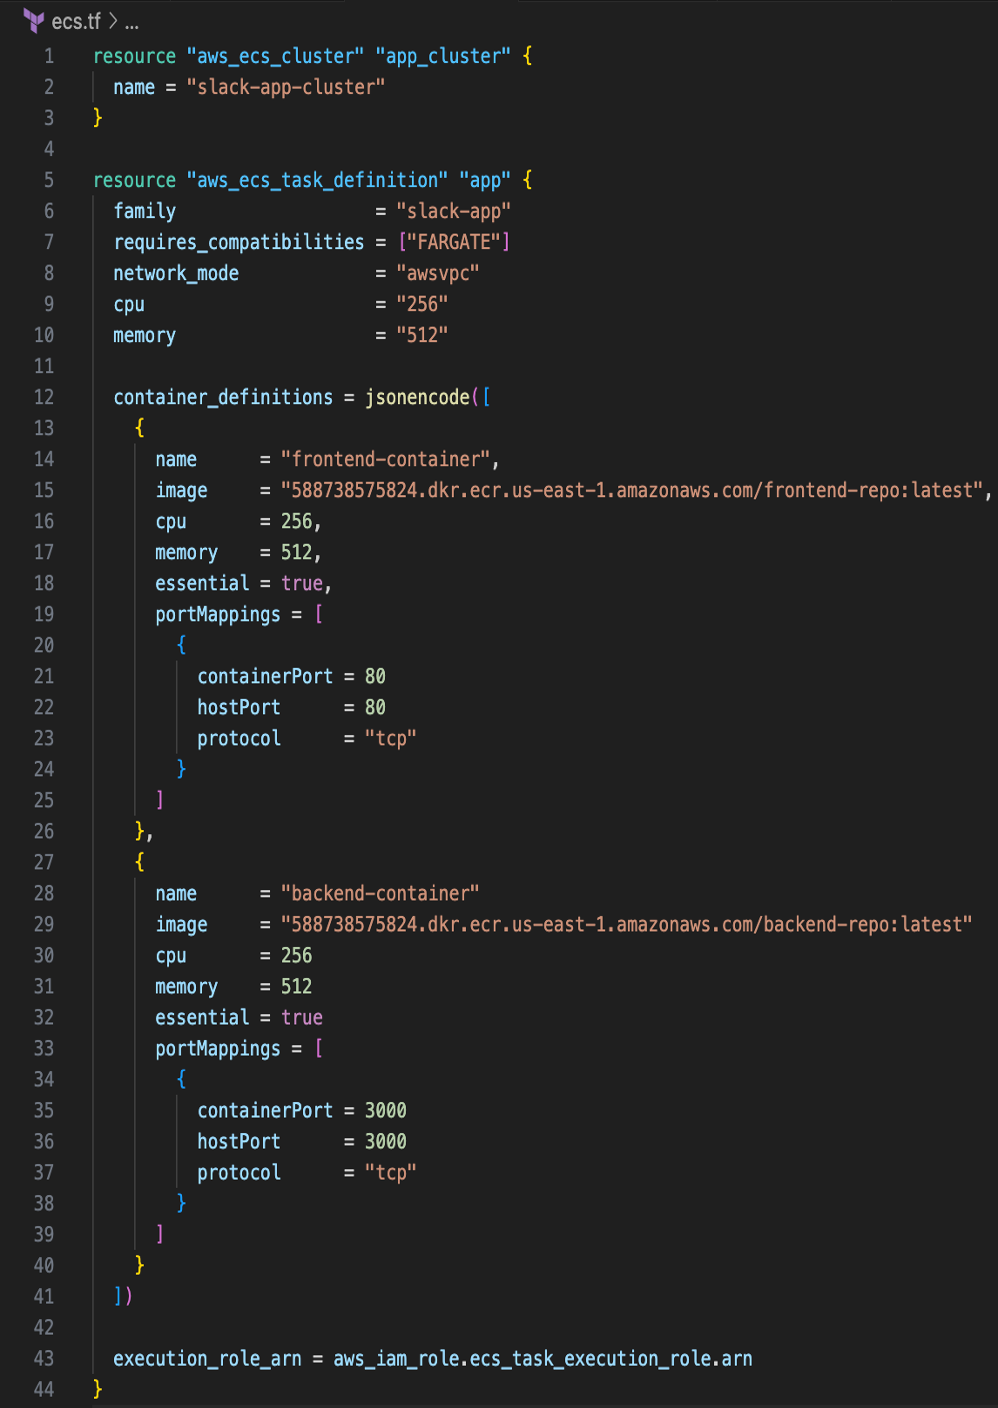 ecs.tf > ...
1 resource "aws_ecs_cluster" "app_cluster" {
2   name = "slack-app-cluster"
3 }
4
5 resource "aws_ecs_task_definition" "app" {
6   family                   = "slack-app"
7   requires_compatibilities = ["FARGATE"]
8   network_mode             = "awsvpc"
9   cpu                      = "256"
10   memory                   = "512"
11
12   container_definitions = jsonencode([
13     {
14       name      = "frontend-container",
15       image     = "588738575824.dkr.ecr.us-east-1.amazonaws.com/frontend-repo:latest",
16       cpu       = 256,
17       memory    = 512,
18       essential = true,
19       portMappings = [
20         {
21           containerPort = 80
22           hostPort      = 80
23           protocol      = "tcp"
24         }
25       ]
26     },
27     {
28       name      = "backend-container"
29       image     = "588738575824.dkr.ecr.us-east-1.amazonaws.com/backend-repo:latest"
30       cpu       = 256
31       memory    = 512
32       essential = true
33       portMappings = [
34         {
35           containerPort = 3000
36           hostPort      = 3000
37           protocol      = "tcp"
38         }
39       ]
40     }
41   ])
42
43   execution_role_arn = aws_iam_role.ecs_task_execution_role.arn
44 }